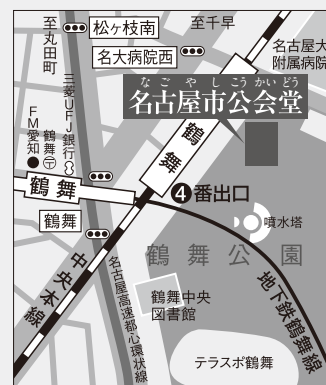 至丸田町
松ヶ枝南
至千早
名大病院西
名古屋大
附属病院
なごやしこうかいどう
名古屋市公会堂
三菱UFJ銀行
鶴舞
FM愛知
鶴舞〒
鶴舞
❹番出口
鶴舞
噴水塔
鶴舞公園
中央本線
名古屋高速都心環状線
地下鉄鶴舞線
鶴舞中央
図書館
テラスポ鶴舞